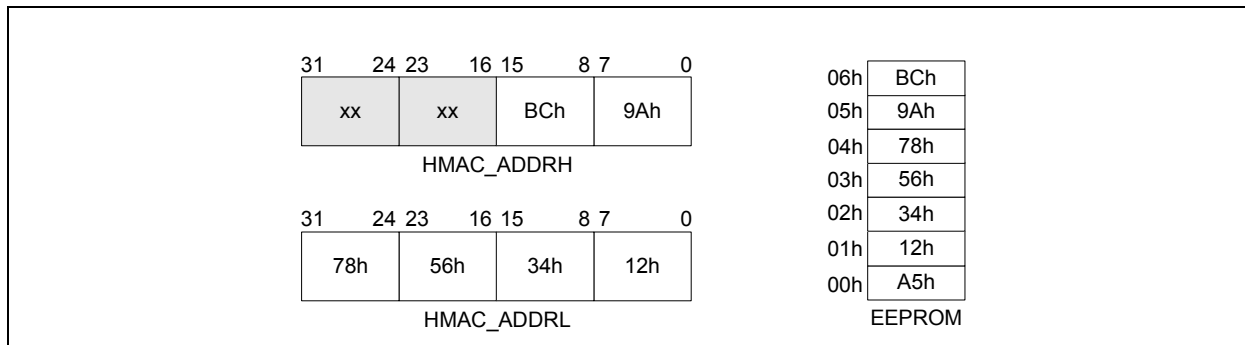 31 24 23 16 15 8 7 0
xx xx BCh 9Ah
HMAC_ADDRH
31 24 23 16 15 8 7 0
78h 56h 34h 12h
HMAC_ADDRL
06h BCh
05h 9Ah
04h 78h
03h 56h
02h 34h
01h 12h
00h A5h
EEPROM